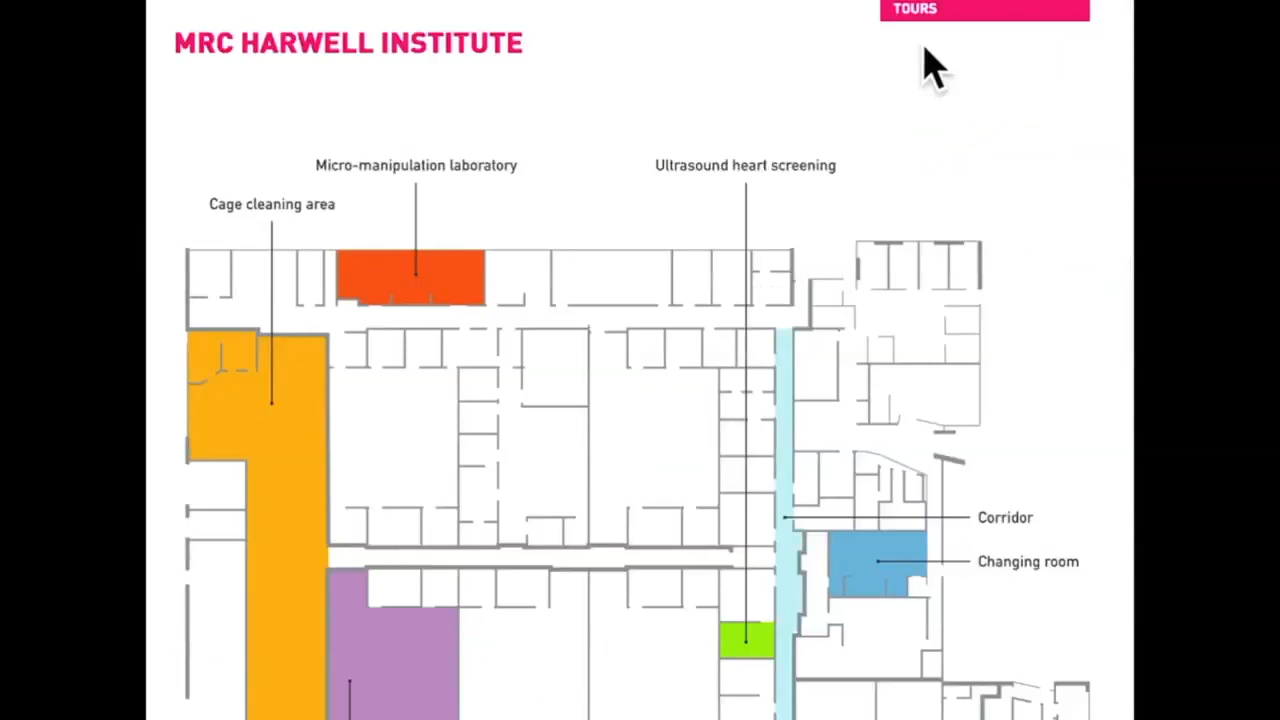 TOURS
MRC HARWELL INSTITUTE
Micro-manipulation laboratory
Ultrasound heart screening
Cage cleaning area
Corridor
Changing room